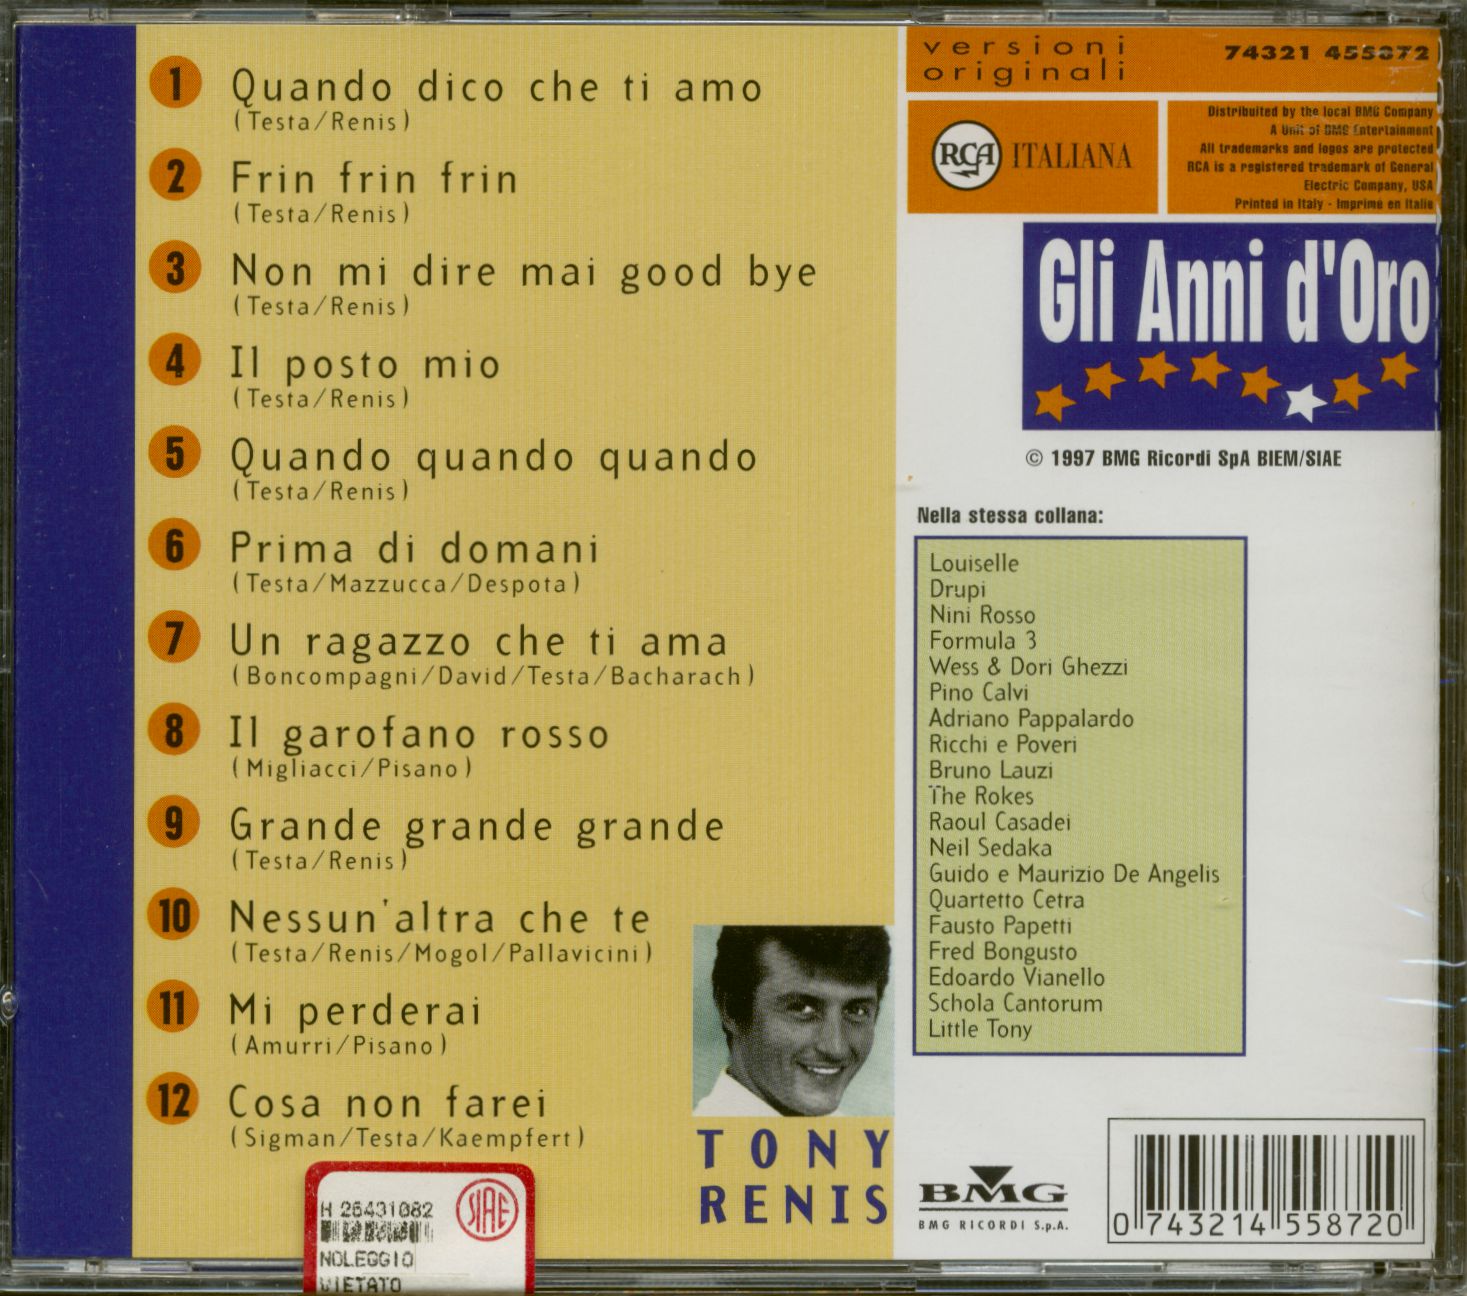 1 Quando dico che ti amo
(Testa/Renis)
2 Frin frin frin
(Testa/Renis)
3 Non mi dire mai good bye
(Testa/Renis)
4 Il posto mio
(Testa/Renis)
5 Quando quando quando
(Testa/Renis)
6 Prima di domani
(Testa/Mazzucca/Despota)
7 Un ragazzo che ti ama
(Boncompagni/David/Testa/Bacharach)
8 Il garofano rosso
(Migliacci/Pisano)
9 Grande grande grande
(Testa/Renis)
10 Nessun'altra che te
(Testa/Renis/Mogol/Pallavicini)
11 Mi perderai
(Amurri/Pisano)
12 Cosa non farei
(Sigman/Testa/Kaempfert)
TONY
RENIS
SIAE
H 26431082
NOLEGGIO
VIETATO
versioni
originali
74321 455872
RCA ITALIANA
Distribuited by the local BMG Company
A Unit of BMG Entertainment
All trademarks and logos are protected
RCA is a registered trademark of General
Electric Company, USA
Printed in Italy - Imprimé en Italie
Gli Anni d'Oro
© 1997 BMG Ricordi SpA BIEM/SIAE
Nella stessa collana:
Louiselle
Drupi
Nini Rosso
Formula 3
Wess & Dori Ghezzi
Pino Calvi
Adriano Pappalardo
Ricchi e Poveri
Bruno Lauzi
The Rokes
Raoul Casadei
Neil Sedaka
Guido e Maurizio De Angelis
Quartetto Cetra
Fausto Papetti
Fred Bongusto
Edoardo Vianello
Schola Cantorum
Little Tony
BMG
BMG RICORDI S.p.A.
0 743214 558720